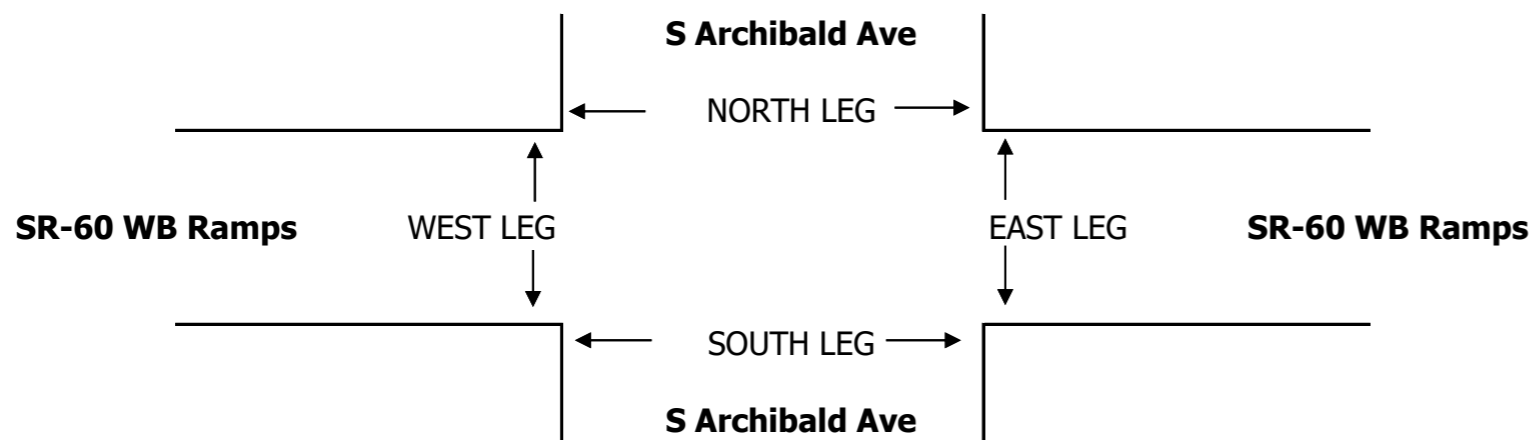 S Archibald Ave
NORTH LEG
SR-60 WB Ramps
WEST LEG
EAST LEG
SR-60 WB Ramps
SOUTH LEG
S Archibald Ave